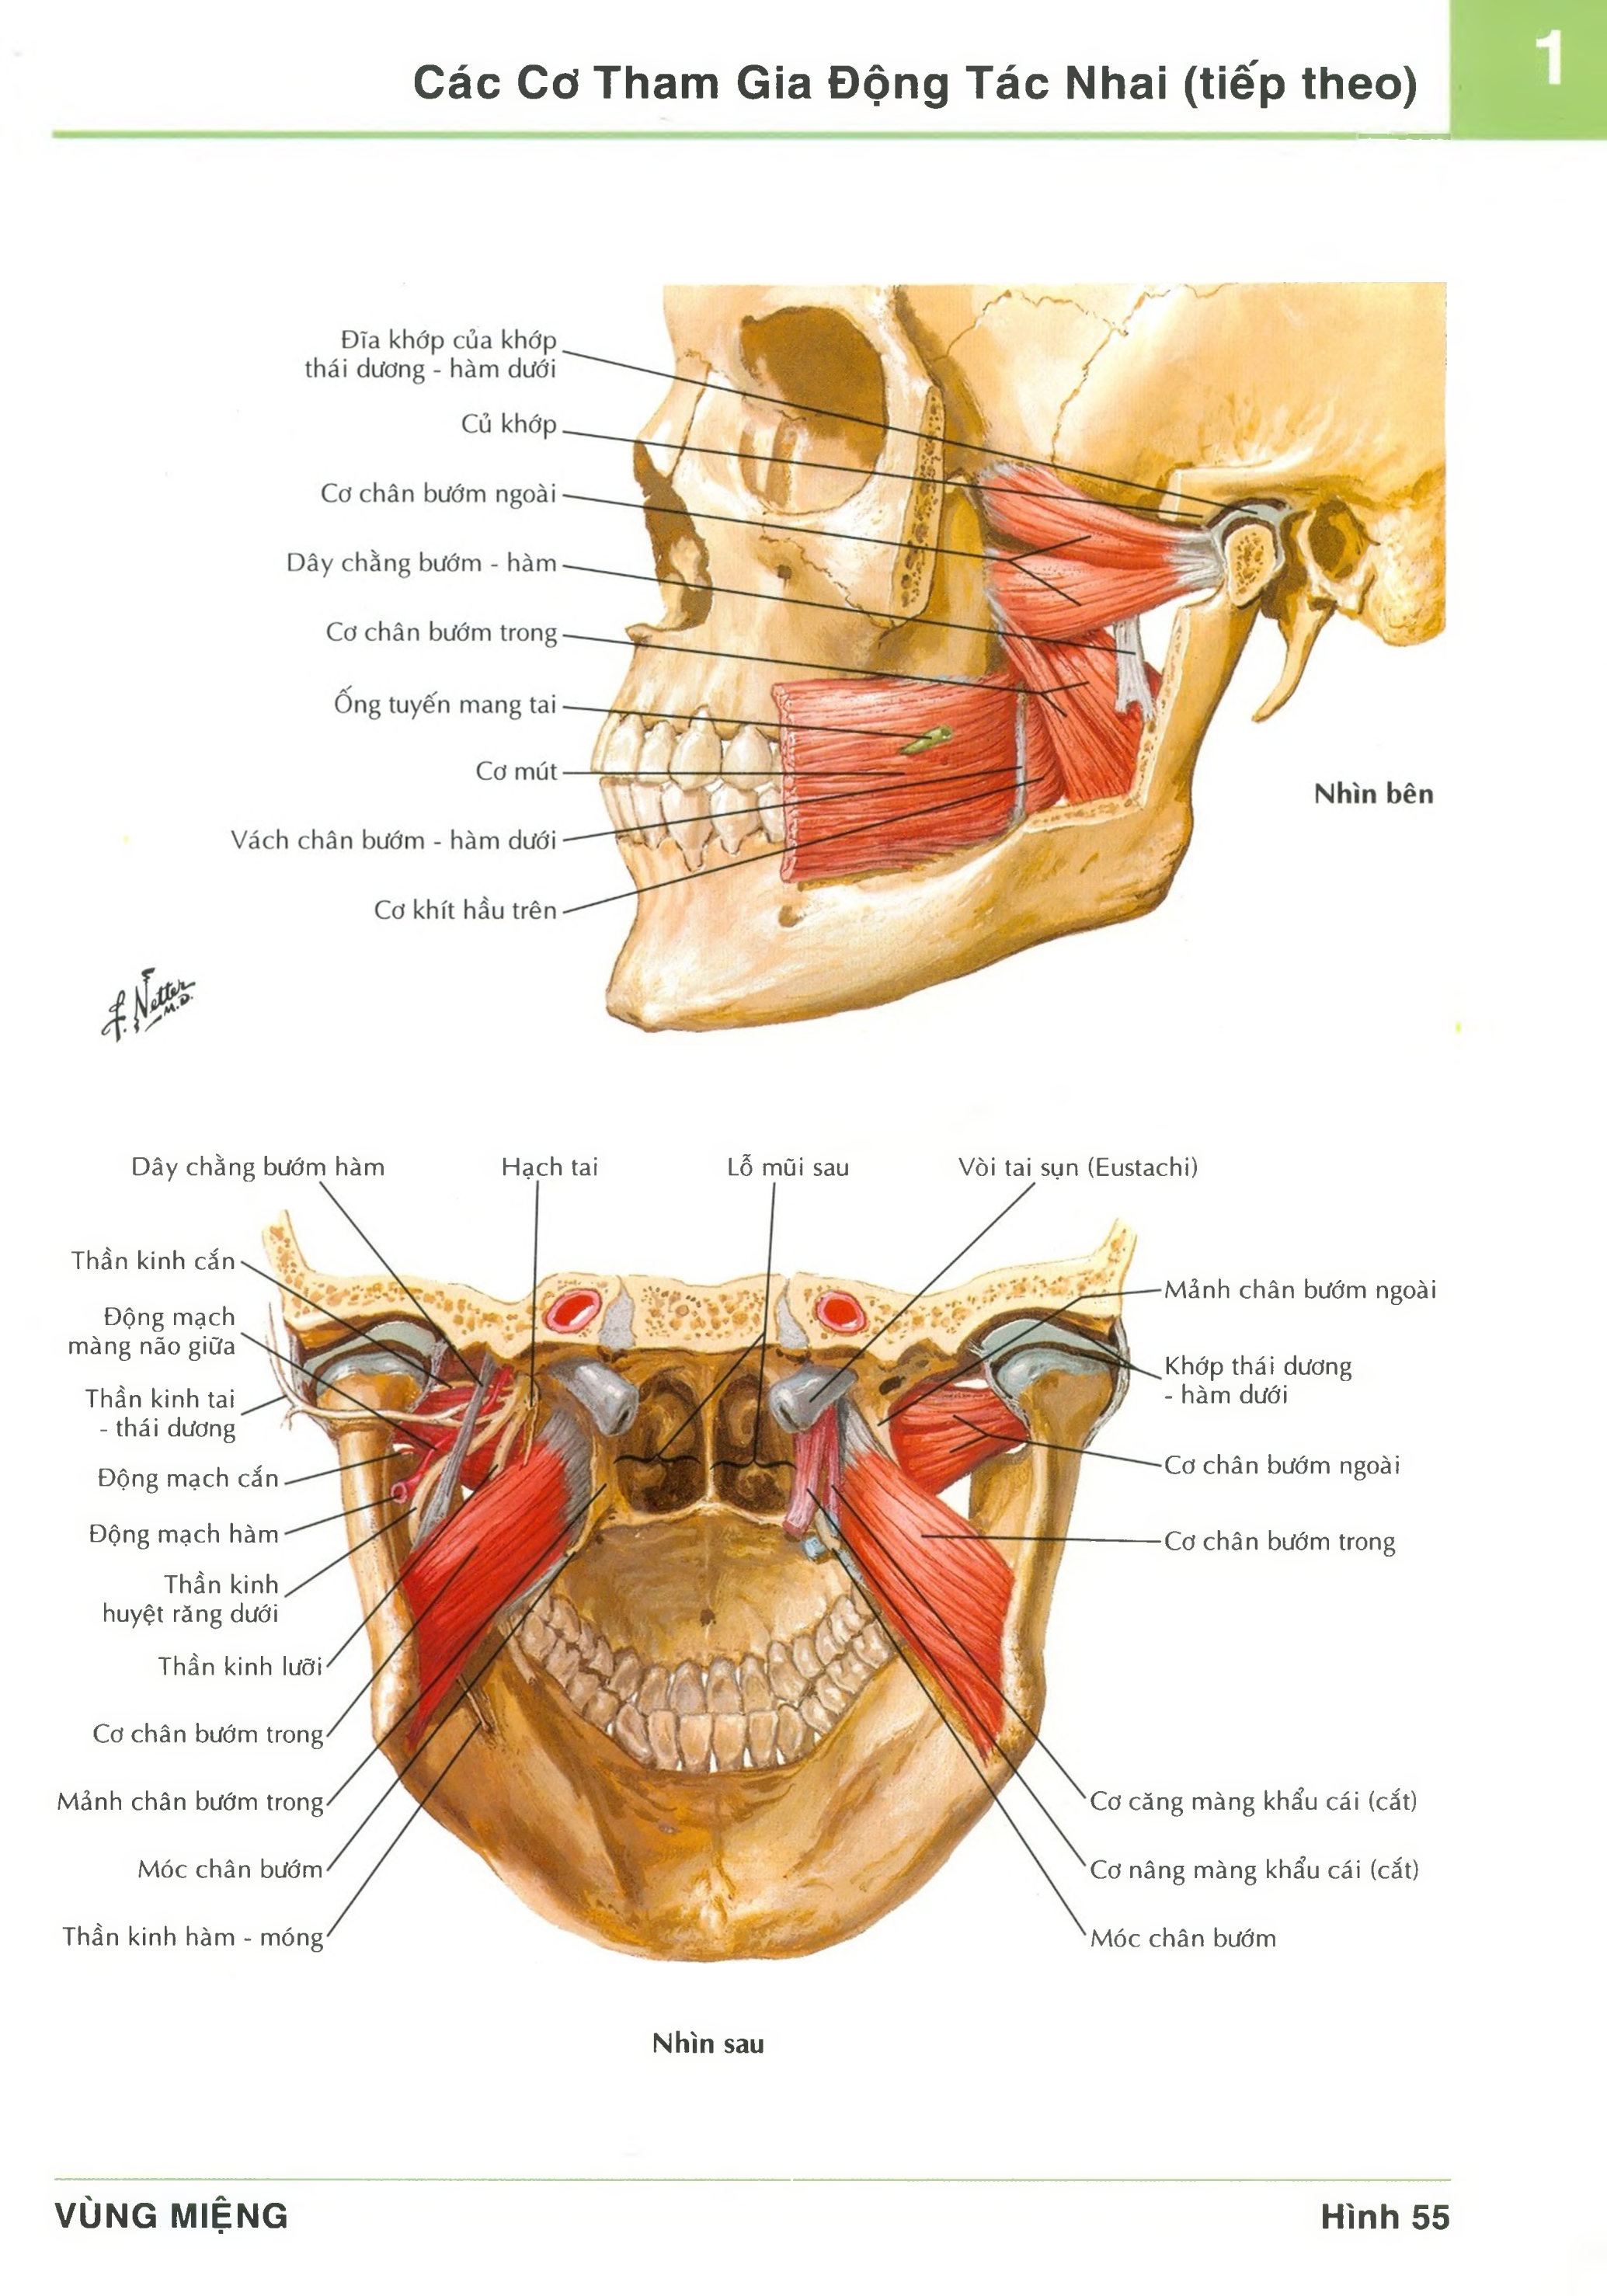 1
Các Cơ Tham Gia Động Tác Nhai (tiếp theo)
Đĩa khớp của khớp
thái dương - hàm dưới
Củ khớp
Cơ chân bướm ngoài
Dây chằng bướm - hàm
Cơ chân bướm trong
Ống tuyến mang tai
Cơ mút
Vách chân bướm - hàm dưới
Cơ khít hầu trên
Nhìn bên
F. Netter
M.D.
Dây chằng bướm hàm
Hạch tai
Lỗ mũi sau
Vòi tai sụn (Eustachi)
Thần kinh cắn
Động mạch
màng não giữa
Thần kinh tai
- thái dương
Động mạch cắn
Động mạch hàm
Thần kinh
huyệt răng dưới
Thần kinh lưỡi
Cơ chân bướm trong
Mảnh chân bướm trong
Móc chân bướm
Thần kinh hàm - móng
Mảnh chân bướm ngoài
Khớp thái dương
- hàm dưới
Cơ chân bướm ngoài
Cơ chân bướm trong
Cơ căng màng khẩu cái (cắt)
Cơ nâng màng khẩu cái (cắt)
Móc chân bướm
Nhìn sau
VÙNG MIỆNG
Hình 55